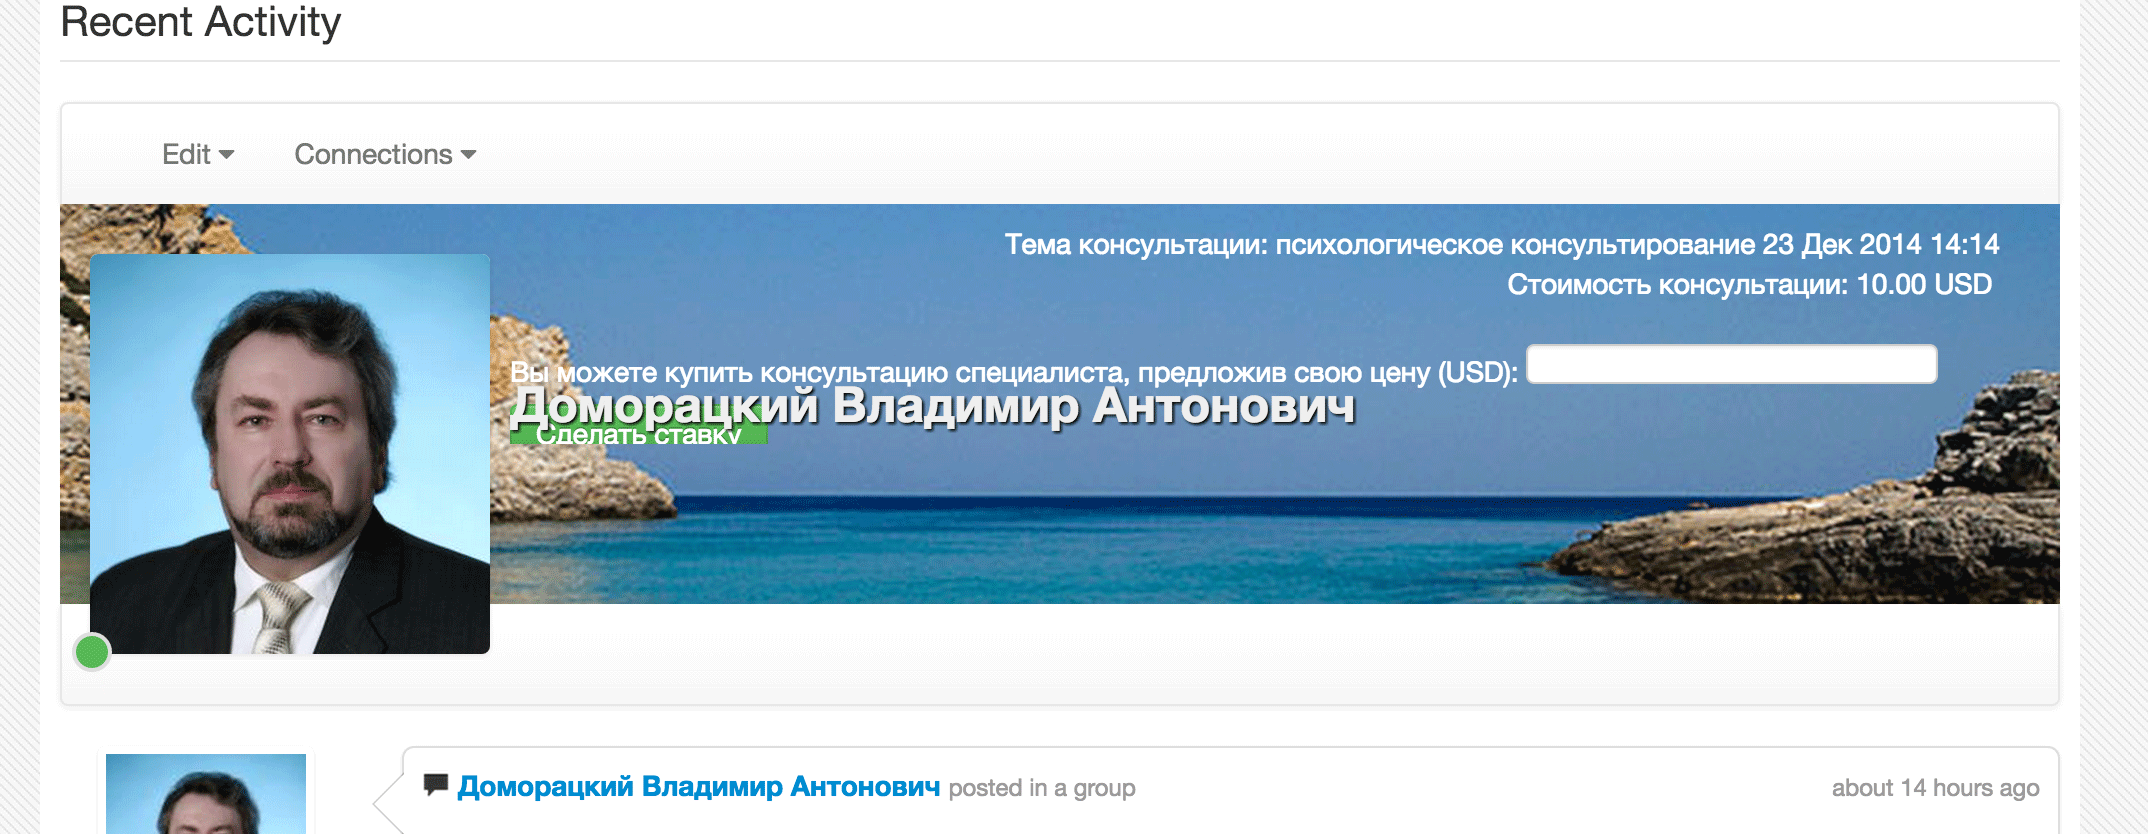 Recent Activity
Edit Connections
Тема консультации: психологическое консультирование 23 Дек 2014 14:14
Стоимость консультации: 10.00 USD
Вы можете купить консультацию специалиста, предложив свою цену (USD):
Доморацкий Владимир Антонович
Сделать ставку
Доморацкий Владимир Антонович posted in a group about 14 hours ago